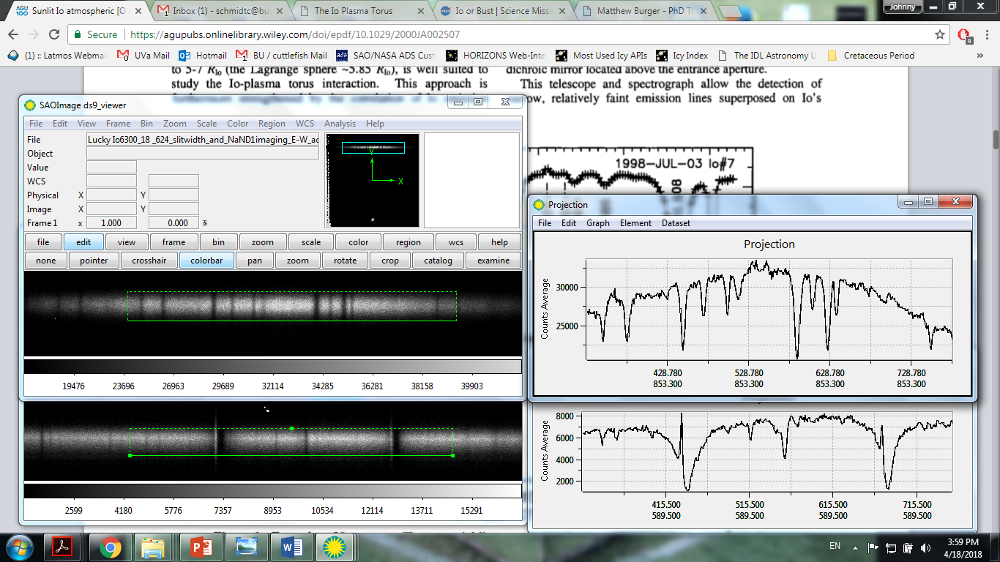 Sunlit Io atmospheric [O
Inbox (1) - schmidtc@bu
The Io Plasma Torus
Io or Bust | Science Missi
Matthew Burger - PhD Th
Johnny
Secure
https://agupubs.onlinelibrary.wiley.com/doi/epdf/10.1029/2000JA002507
9
(1) :: Latmos Webmail
UVa Mail
Hotmail
BU / cuttlefish Mail
SAO/NASA ADS Cust
HORIZONS Web-Inte
Most Used Icy APIs
Icy Index
The IDL Astronomy U
Cretaceous Period
»
to 5-7 RIo (the Lagrange sphere ~5.85 RIo), is well suited to
study the Io-plasma torus interaction. This approach is
dichroic mirror located above the entrance aperture.
This telescope and spectrograph allow the detection of
row, relatively faint emission lines superposed on Io's
1998-JUL-03 Io#7
SAOImage ds9_viewer
File Edit View Frame Bin Zoom Scale Color Region WCS Analysis Help
File Lucky Io6300_18 _624_slitwidth_and_NaND1imaging_E-W_ac
Object
Value
WCS
Physical X Y
Image X Y
Frame 1 x 1.000 0.000
Y
X
file edit view frame bin zoom scale color region wcs help
none pointer crosshair colorbar pan zoom rotate crop catalog examine
19476 23696 26963 29689 32114 34285 36281 38158 39903
2599 4180 5776 7357 8953 10534 12114 13711 15291
Projection
File Edit Graph Element Dataset
Projection
Counts Average
30000
25000
428.780 528.780 628.780 728.780
853.300 853.300 853.300 853.300
Counts Average
8000
6000
4000
2000
415.500 515.500 615.500 715.500
589.500 589.500 589.500 589.500
EN
3:59 PM
4/18/2018